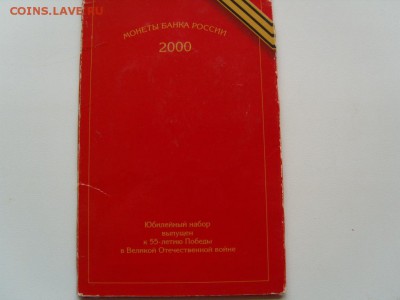 COINS.LAVE.RU
МОНЕТЫ БАНКА РОССИИ
2000
Юбилейный набор
выпущен
к 55-летию Победы
в Великой Отечественной войне